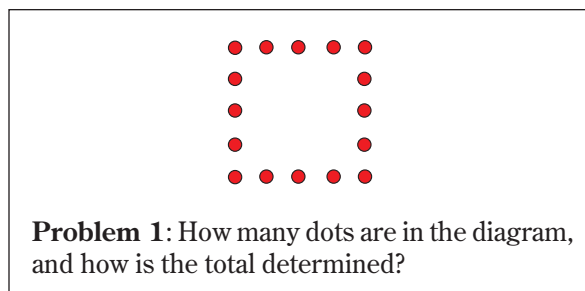 Problem 1: How many dots are in the diagram,
and how is the total determined?